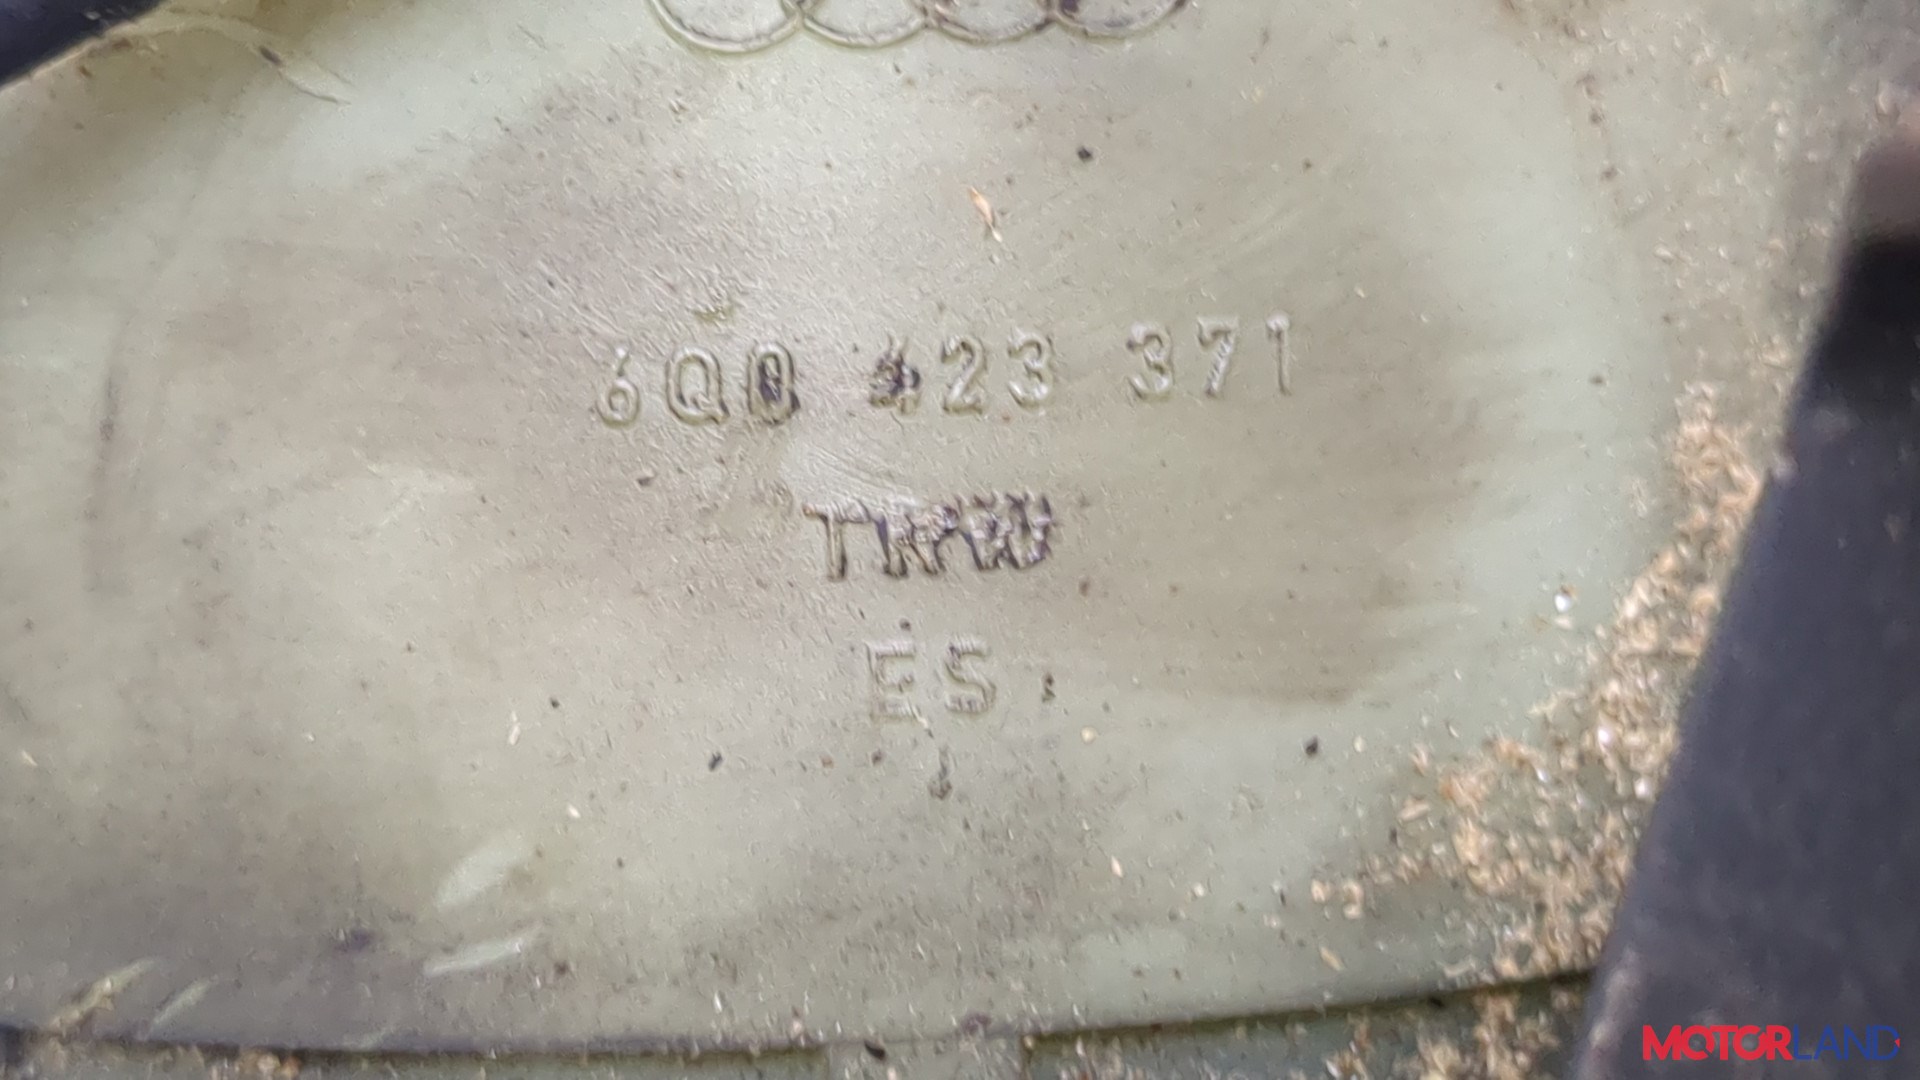 6Q0 423 371
TRW
ES
MOTORLAND